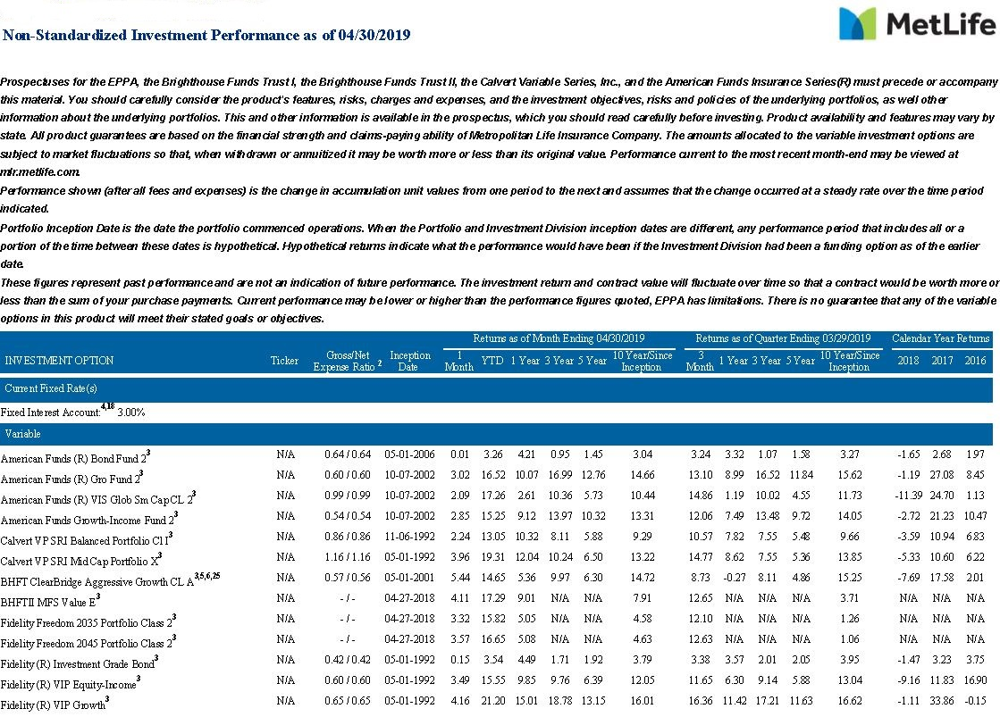 MetLife
Non-Standardized Investment Performance as of 04/30/2019
Prospectuses for the EPPA, the Brighthouse Funds Trust I, the Brighthouse Funds Trust II, the Calvert Variable Series, Inc., and the American Funds Insurance Series(R) must precede or accompany
this material. You should carefully consider the product's features, risks, charges and expenses, and the investment objectives, risks and policies of the underlying portfolios, as well other
information about the underlying portfolios. This and other information is available in the prospectus, which you should read carefully before investing. Product availability and features may vary by
state. All product guarantees are based on the financial strength and claims-paying ability of Metropolitan Life Insurance Company. The amounts allocated to the variable investment options are
subject to market fluctuations so that, when withdrawn or annuitized it may be worth more or less than its original value. Performance current to the most recent month-end may be viewed at
mlr.metlife.com.
Performance shown (after all fees and expenses) is the change in accumulation unit values from one period to the next and assumes that the change occurred at a steady rate over the time period
indicated.
Portfolio Inception Date is the date the portfolio commenced operations. When the Portfolio and Investment Division inception dates are different, any performance period that includes all or a
portion of the time between these dates is hypothetical. Hypothetical returns indicate what the performance would have been if the Investment Division had been a funding option as of the earlier
date.
These figures represent past performance and are not an indication of future performance. The investment return and contract value will fluctuate over time so that a contract would be worth more or
less than the sum of your purchase payments. Current performance may be lower or higher than the performance figures quoted, EPPA has limitations. There is no guarantee that any of the variable
options in this product will meet their stated goals or objectives.
Returns as of Month Ending 04/30/2019 Returns as of Quarter Ending 03/29/2019 Calendar Year Returns
INVESTMENT OPTION Ticker Gross/Net Expense Ratio 2 Inception Date 1 Month YTD 1 Year 3 Year 5 Year 10 Year/Since Inception 3 Month 1 Year 3 Year 5 Year 10 Year/Since Inception 2018 2017 2016
Current Fixed Rate(s)
Fixed Interest Account:4,18 3.00%
Variable
American Funds (R) Bond Fund 23 N/A 0.64 / 0.64 05-01-2006 0.01 3.26 4.21 0.95 1.45 3.04 3.24 3.32 1.07 1.58 3.27 -1.65 2.68 1.97
American Funds (R) Gro Fund 23 N/A 0.60 / 0.60 10-07-2002 3.02 16.52 10.07 16.99 12.76 14.66 13.10 8.99 16.52 11.84 15.62 -1.19 27.08 8.45
American Funds (R) VIS Glob Sm Cap CL 23 N/A 0.99 / 0.99 10-07-2002 2.09 17.26 2.61 10.36 5.73 10.44 14.86 1.19 10.02 4.55 11.73 -11.39 24.70 1.13
American Funds Growth-Income Fund 23 N/A 0.54 / 0.54 10-07-2002 2.85 15.25 9.12 13.97 10.32 13.31 12.06 7.49 13.48 9.72 14.05 -2.72 21.23 10.47
Calvert VP SRI Balanced Portfolio Cl I3 N/A 0.86 / 0.86 11-06-1992 2.24 13.05 10.32 8.11 5.88 9.29 10.57 7.82 7.55 5.48 9.66 -3.59 10.94 6.83
Calvert VP SRI Mid Cap Portfolio X3 N/A 1.16 / 1.16 05-01-1992 3.96 19.31 12.04 10.24 6.50 13.22 14.77 8.62 7.55 5.36 13.85 -5.33 10.60 6.22
BHFT ClearBridge Aggressive Growth CL A3,5,6,25 N/A 0.57 / 0.56 05-01-2001 5.44 14.65 5.36 9.97 6.30 14.72 8.73 -0.27 8.11 4.86 15.25 -7.69 17.58 2.01
BHFTII MFS Value E3 N/A - / - 04-27-2018 4.11 17.29 9.01 N/A N/A 7.91 12.65 N/A N/A N/A 3.71 N/A N/A N/A
Fidelity Freedom 2035 Portfolio Class 23 N/A - / - 04-27-2018 3.32 15.82 5.05 N/A N/A 4.58 12.10 N/A N/A N/A 1.26 N/A N/A N/A
Fidelity Freedom 2045 Portfolio Class 23 N/A - / - 04-27-2018 3.57 16.65 5.08 N/A N/A 4.63 12.63 N/A N/A N/A 1.06 N/A N/A N/A
Fidelity (R) Investment Grade Bond3 N/A 0.42 / 0.42 05-01-1992 0.15 3.54 4.49 1.71 1.92 3.79 3.38 3.57 2.01 2.05 3.95 -1.47 3.23 3.75
Fidelity (R) VIP Equity-Income3 N/A 0.60 / 0.60 05-01-1992 3.49 15.55 9.85 9.76 6.39 12.05 11.65 6.30 9.14 5.88 13.04 -9.16 11.83 16.90
Fidelity (R) VIP Growth3 N/A 0.65 / 0.65 05-01-1992 4.16 21.20 15.01 18.78 13.15 16.01 16.36 11.42 17.21 11.63 16.62 -1.11 33.86 -0.15